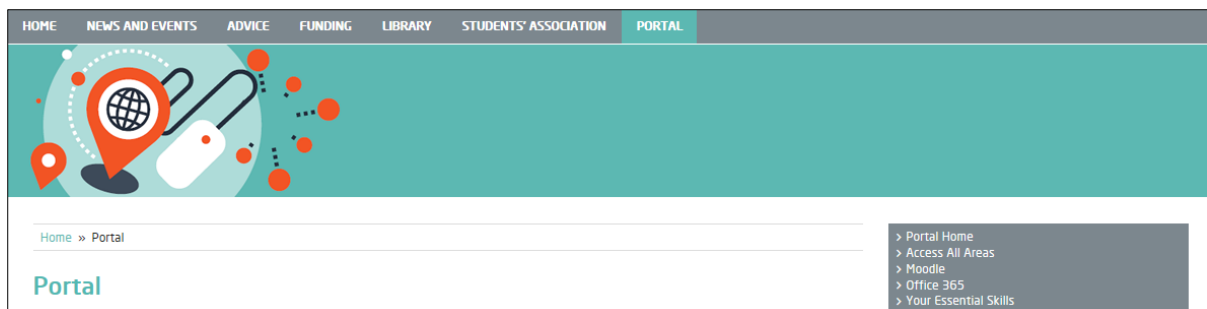 HOME NEWS AND EVENTS ADVICE FUNDING LIBRARY STUDENTS' ASSOCIATION PORTAL
Home » Portal
Portal
> Portal Home
> Access All Areas
> Moodle
> Office 365
> Your Essential Skills